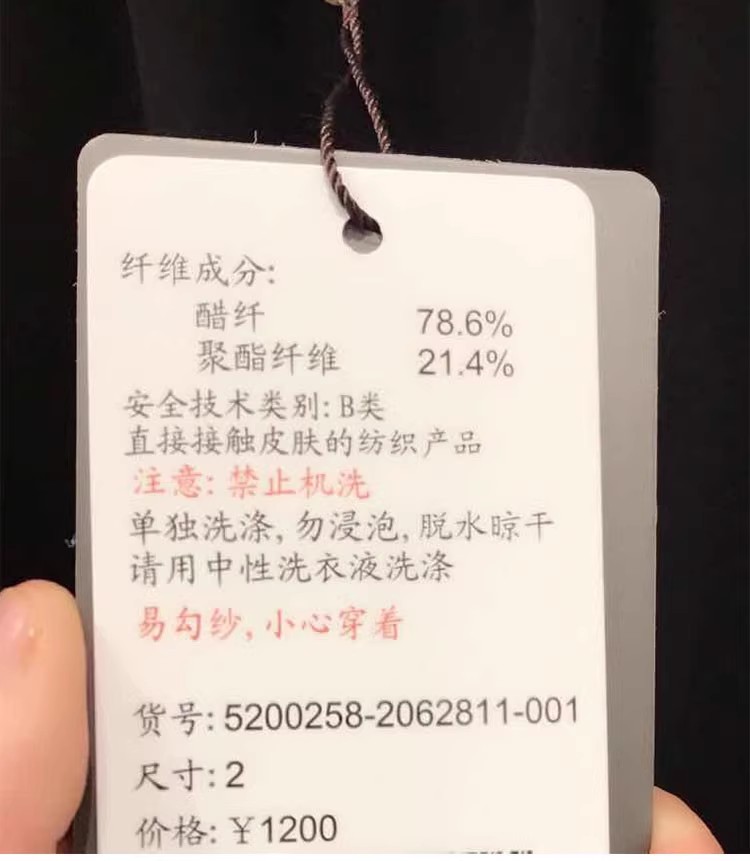 纤维成分:
醋纤 78.6%
聚酯纤维 21.4%
安全技术类别: B类
直接接触皮肤的纺织产品
注意: 禁止机洗
单独洗涤, 勿浸泡, 脱水晾干
请用中性洗衣液洗涤
易勾纱, 小心穿着
货号: 5200258-2062811-001
尺寸: 2
价格: ¥1200